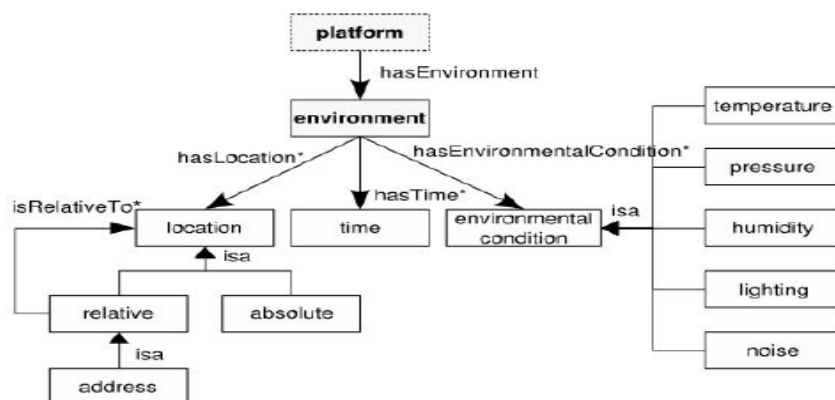 platform
hasEnvironment
environment
temperature
hasLocation*
hasEnvironmentalCondition*
pressure
isRelativeTo*
hasTime*
location
time
environmental
condition
isa
humidity
isa
relative
absolute
lighting
isa
noise
address